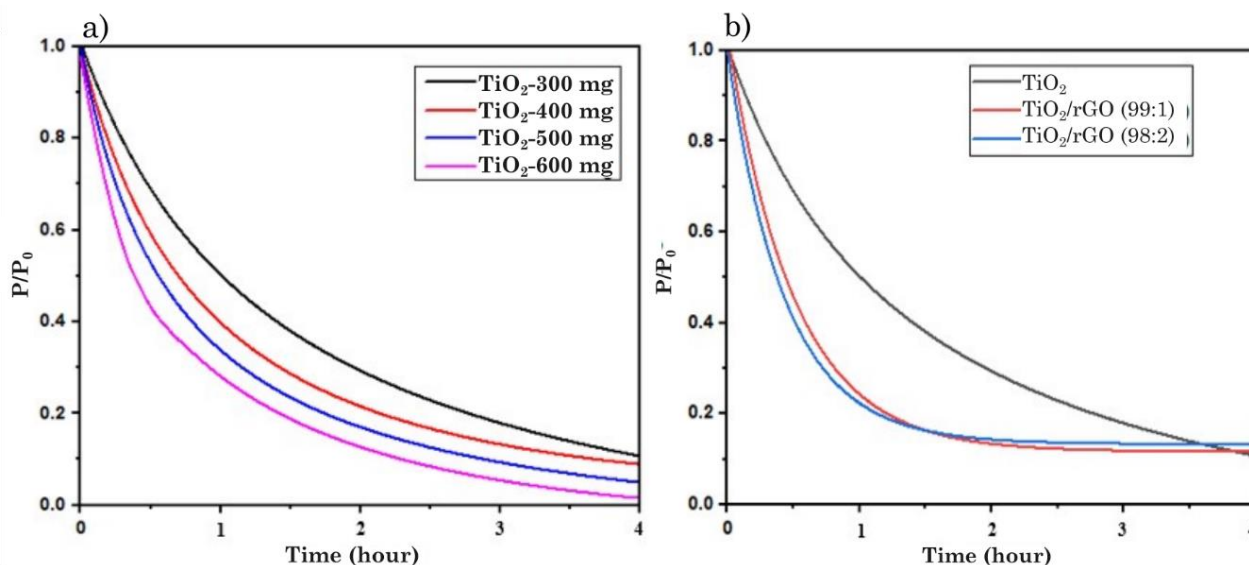 a)
1.0
0.8
0.6
0.4
0.2
0.0
P/P₀
TiO₂-300 mg
TiO₂-400 mg
TiO₂-500 mg
TiO₂-600 mg
0 1 2 3 4
Time (hour)
b)
1.0
0.8
0.6
0.4
0.2
0.0
P/P₀-
TiO₂
TiO₂/rGO (99:1)
TiO₂/rGO (98:2) )
0 1 2 3 4
Time (hour)